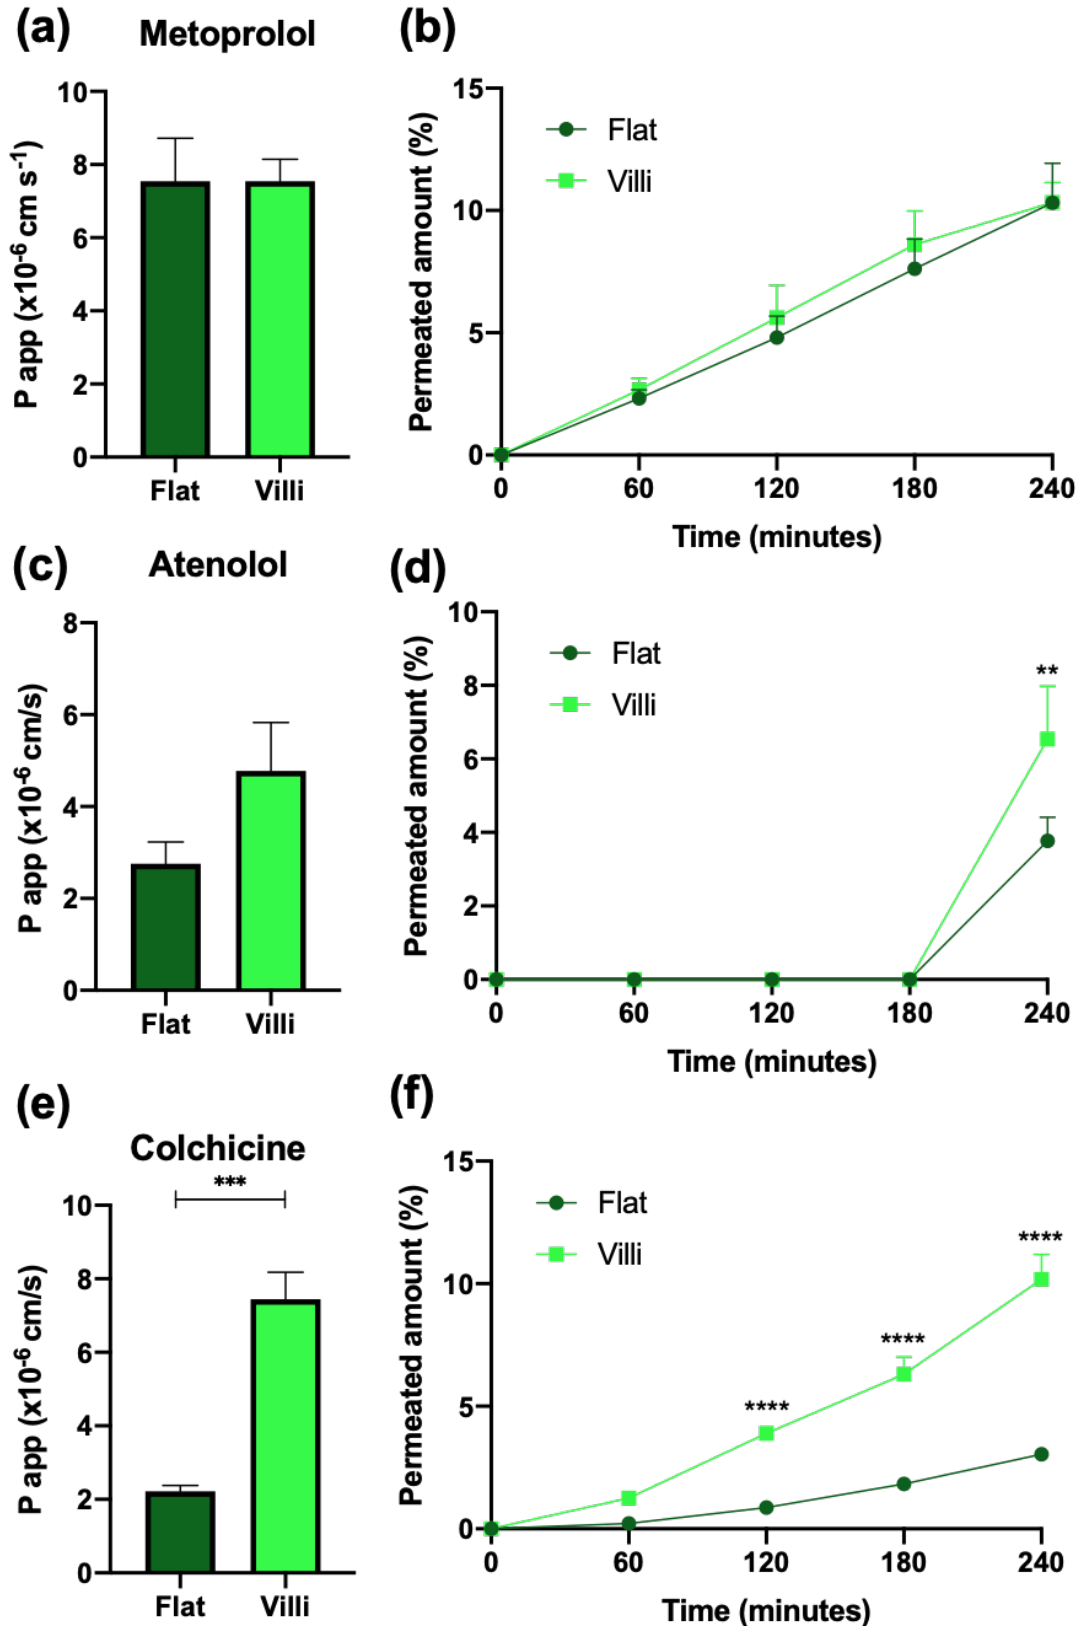 (a) Metoprolol
P app (x10⁻⁶ cm s⁻¹)
10
8
6
4
2
0
Flat Villi
(b)
Permeated amount (%)
15
10
5
0
Flat
Villi
0 60 120 180 240
Time (minutes)
(c) Atenolol
P app (x10⁻⁶ cm/s)
8
6
4
2
0
Flat Villi
(d)
Permeated amount (%)
10
8
6
4
2
0
Flat
Villi
**
0 60 120 180 240
Time (minutes)
(e)
Colchicine
***
P app (x10⁻⁶ cm/s)
10
8
6
4
2
0
Flat Villi
(f)
Permeated amount (%)
15
10
5
0
Flat
Villi
****
****
****
0 60 120 180 240
Time (minutes)